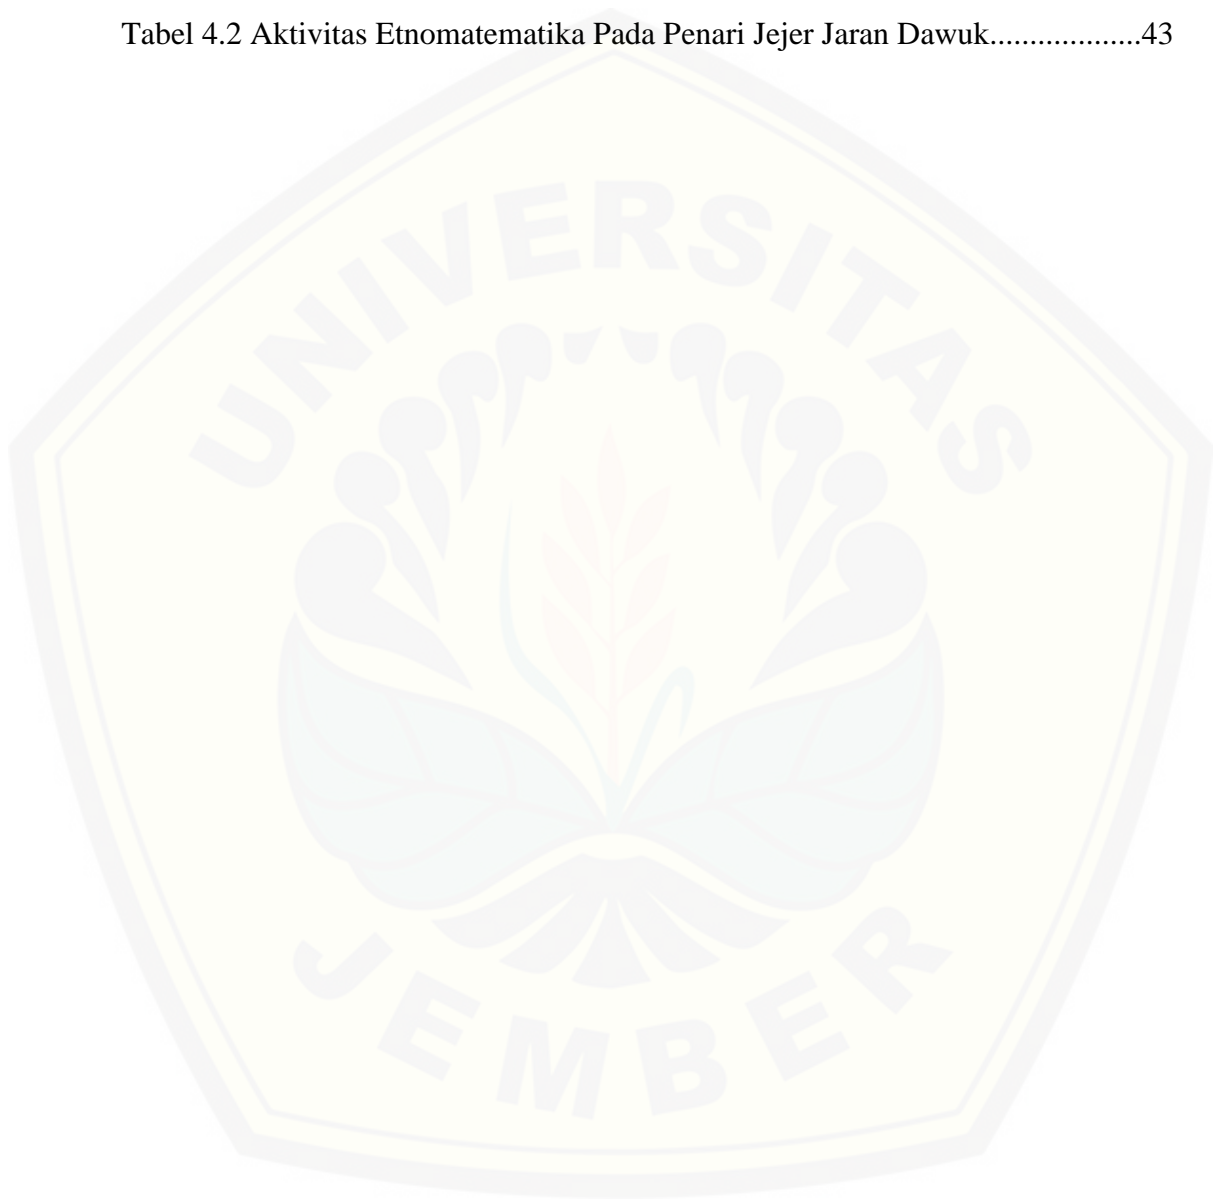 Tabel 4.2 Aktivitas Etnomatematika Pada Penari Jejer Jaran Dawuk...................43
UNIVERSITAS
JEMBER